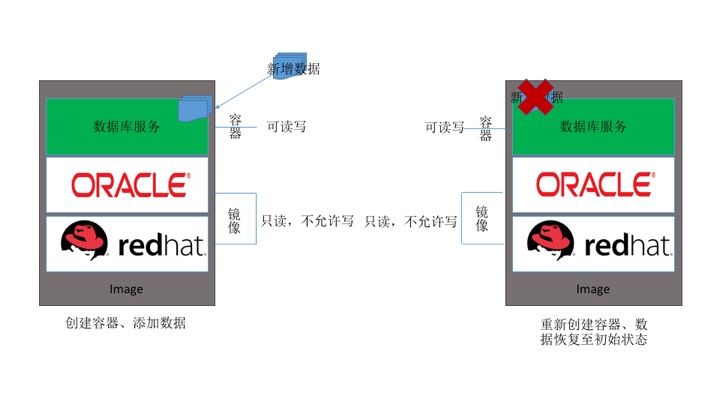 新增数据
数据库服务
容器
可读写
ORACLE®
镜像
只读，不允许写
redhat.
Image
创建容器、添加数据
新 数据
数据库服务
可读写
容器
ORACLE®
只读，不允许写
镜像
redhat.
Image
重新创建容器、数
据恢复至初始状态